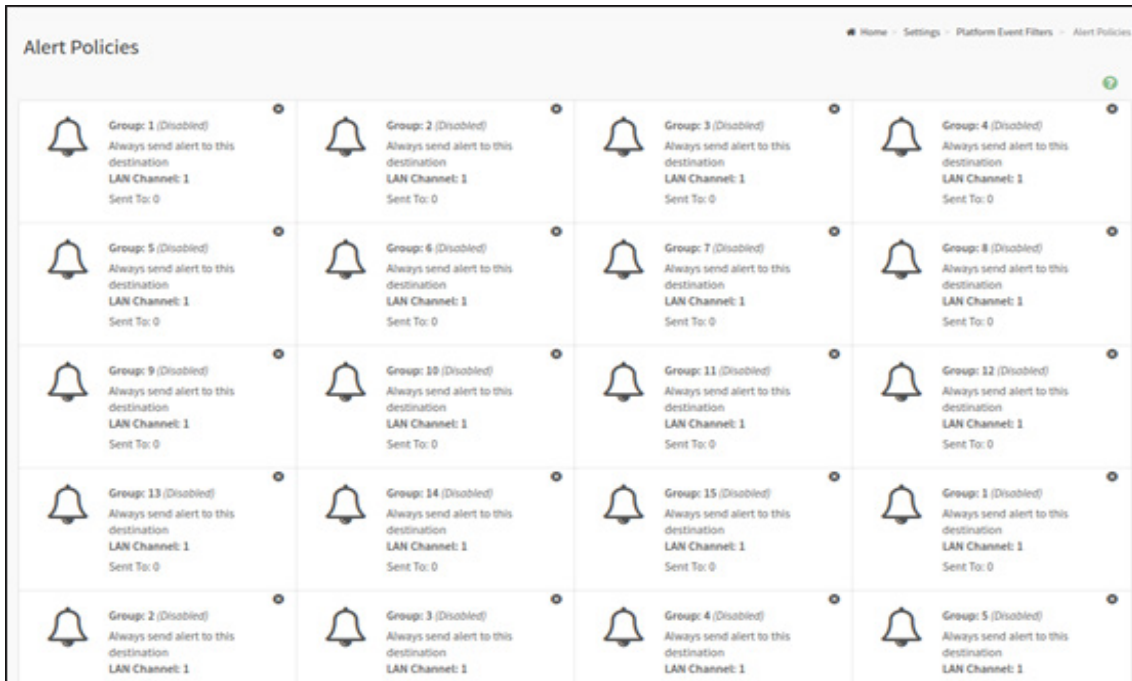 Alert Policies
Home > Settings > Platform Event Filters > Alert Policies
Group: 1 (Disabled)
Always send alert to this
destination
LAN Channel: 1
Sent To: 0
Group: 2 (Disabled)
Always send alert to this
destination
LAN Channel: 1
Sent To: 0
Group: 3 (Disabled)
Always send alert to this
destination
LAN Channel: 1
Sent To: 0
Group: 4 (Disabled)
Always send alert to this
destination
LAN Channel: 1
Sent To: 0
Group: 5 (Disabled)
Always send alert to this
destination
LAN Channel: 1
Sent To: 0
Group: 6 (Disabled)
Always send alert to this
destination
LAN Channel: 1
Sent To: 0
Group: 7 (Disabled)
Always send alert to this
destination
LAN Channel: 1
Sent To: 0
Group: 8 (Disabled)
Always send alert to this
destination
LAN Channel: 1
Sent To: 0
Group: 9 (Disabled)
Always send alert to this
destination
LAN Channel: 1
Sent To: 0
Group: 10 (Disabled)
Always send alert to this
destination
LAN Channel: 1
Sent To: 0
Group: 11 (Disabled)
Always send alert to this
destination
LAN Channel: 1
Sent To: 0
Group: 12 (Disabled)
Always send alert to this
destination
LAN Channel: 1
Sent To: 0
Group: 13 (Disabled)
Always send alert to this
destination
LAN Channel: 1
Sent To: 0
Group: 14 (Disabled)
Always send alert to this
destination
LAN Channel: 1
Sent To: 0
Group: 15 (Disabled)
Always send alert to this
destination
LAN Channel: 1
Sent To: 0
Group: 1 (Disabled)
Always send alert to this
destination
LAN Channel: 1
Sent To: 0
Group: 2 (Disabled)
Always send alert to this
destination
LAN Channel: 1
Group: 3 (Disabled)
Always send alert to this
destination
LAN Channel: 1
Group: 4 (Disabled)
Always send alert to this
destination
LAN Channel: 1
Group: 5 (Disabled)
Always send alert to this
destination
LAN Channel: 1